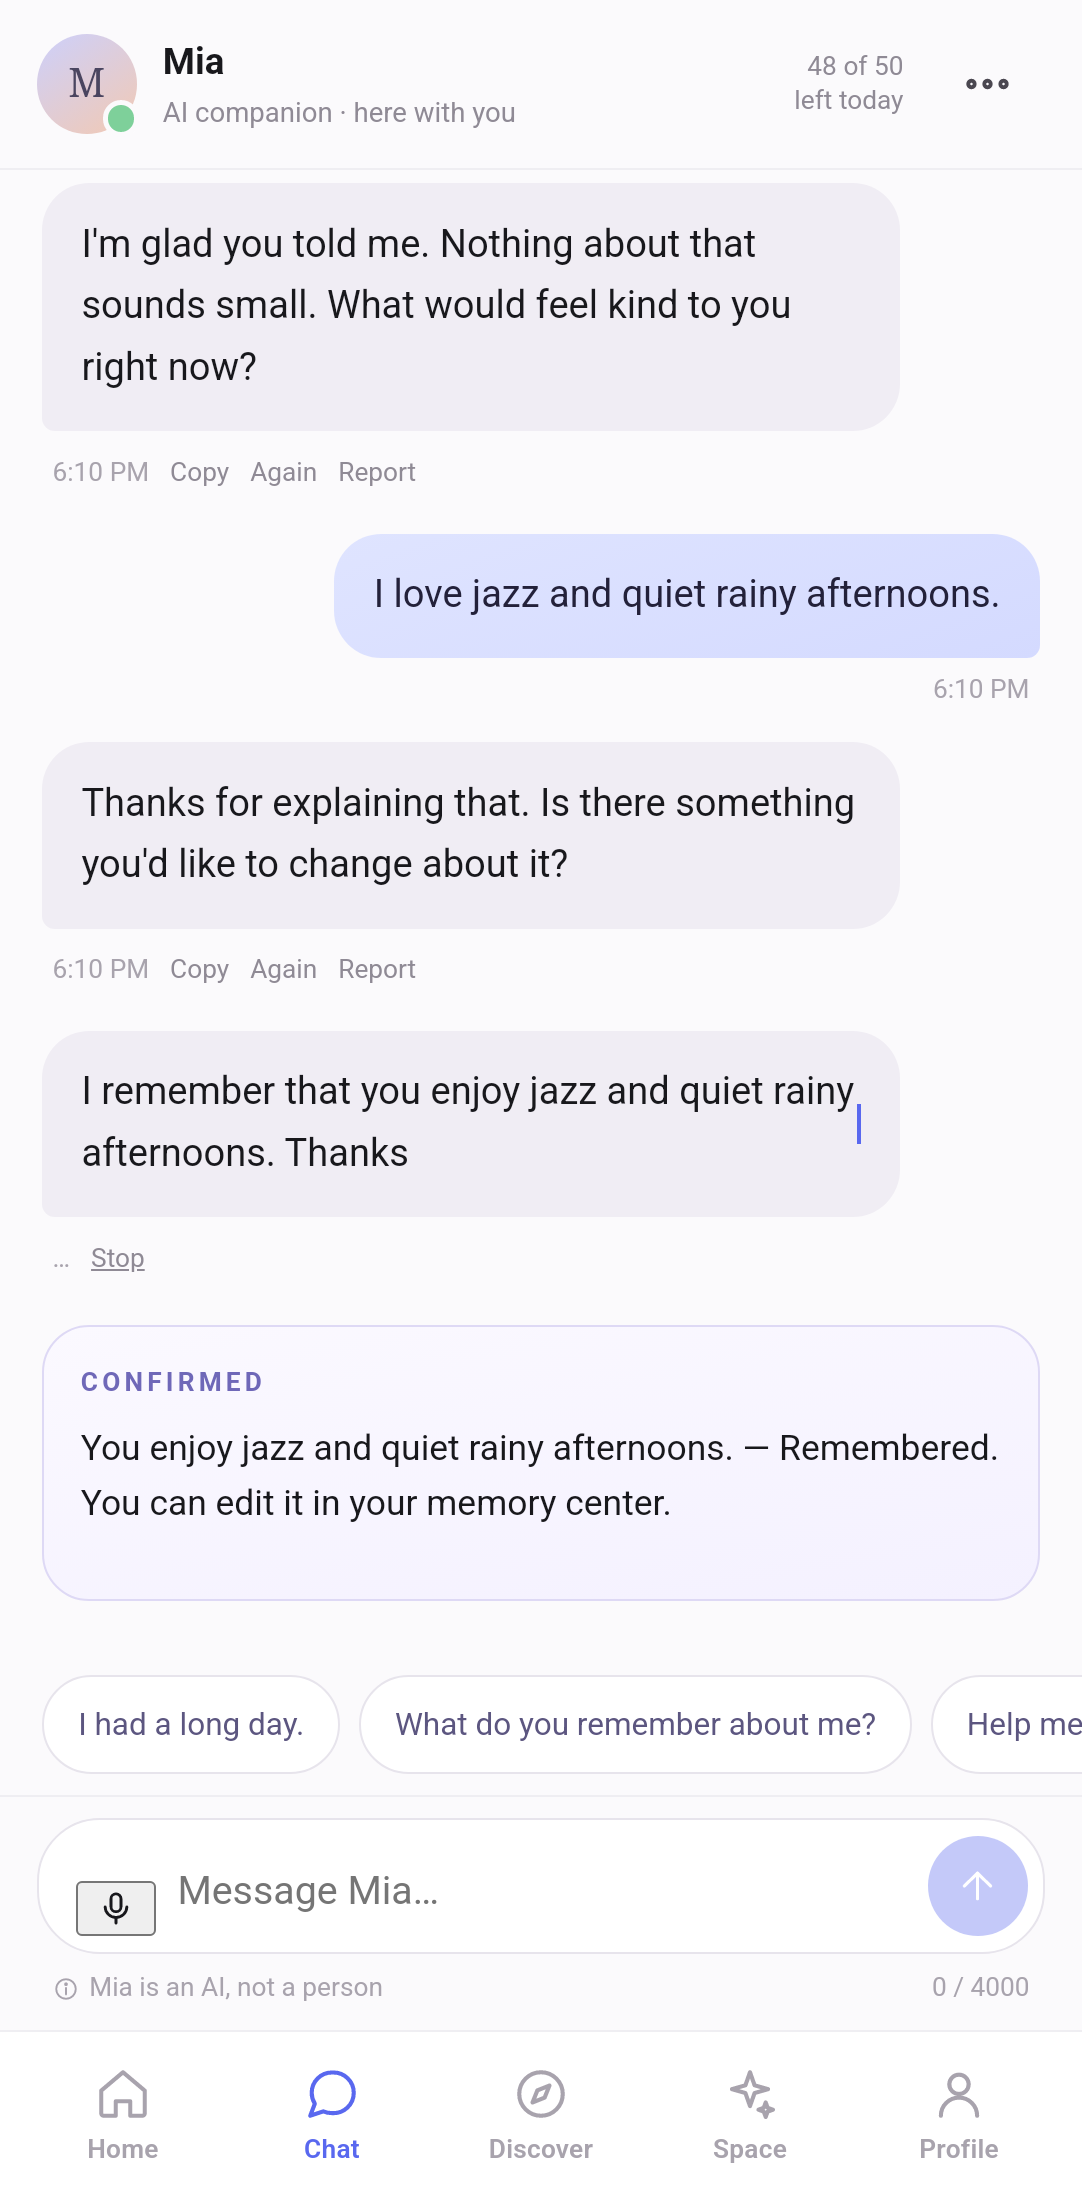 M
Mia
AI companion · here with you
48 of 50
left today
I'm glad you told me. Nothing about that
sounds small. What would feel kind to you
right now?
6:10 PM Copy Again Report
I love jazz and quiet rainy afternoons.
6:10 PM
Thanks for explaining that. Is there something
you'd like to change about it?
6:10 PM Copy Again Report
I remember that you enjoy jazz and quiet rainy
afternoons. Thanks
… Stop
CONFIRMED
You enjoy jazz and quiet rainy afternoons. — Remembered.
You can edit it in your memory center.
I had a long day. What do you remember about me? Help me
Message Mia…
Mia is an AI, not a person 0 / 4000
Home Chat Discover Space Profile